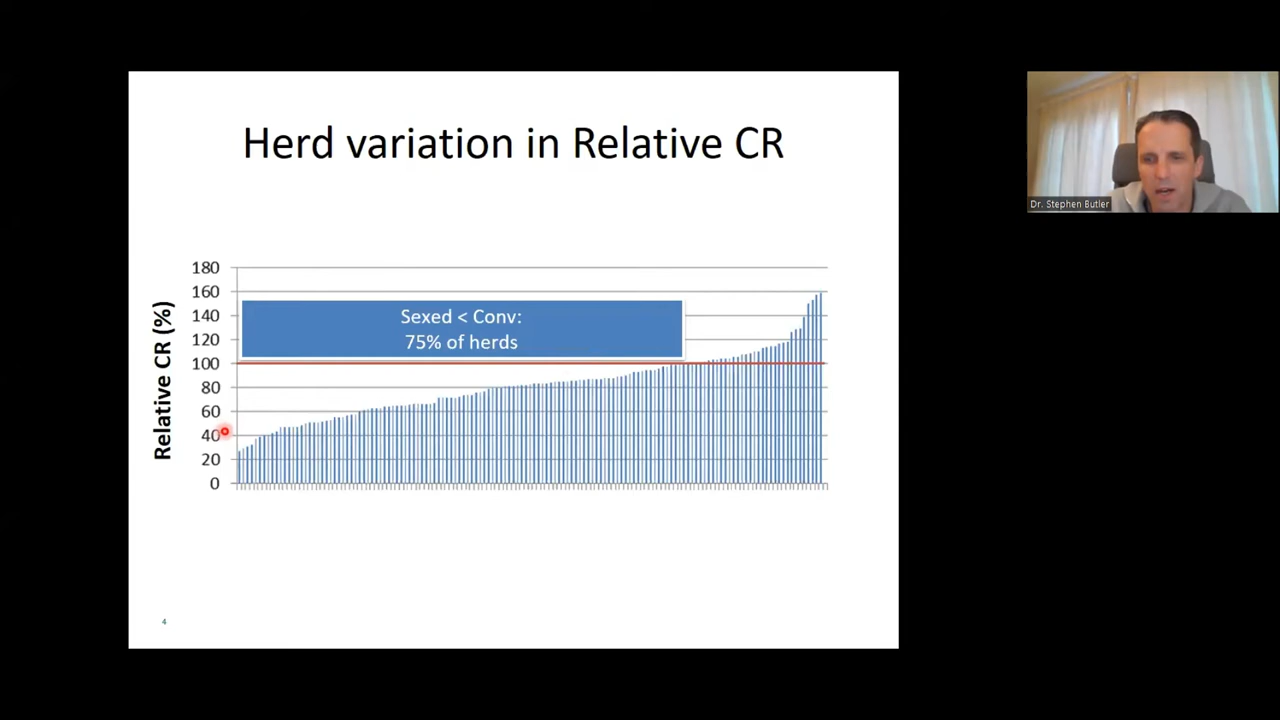 Herd variation in Relative CR
Relative CR (%)
180
160
140
120
100
80
60
40
20
0
Sexed < Conv:
75% of herds
4
Dr. Stephen Butler